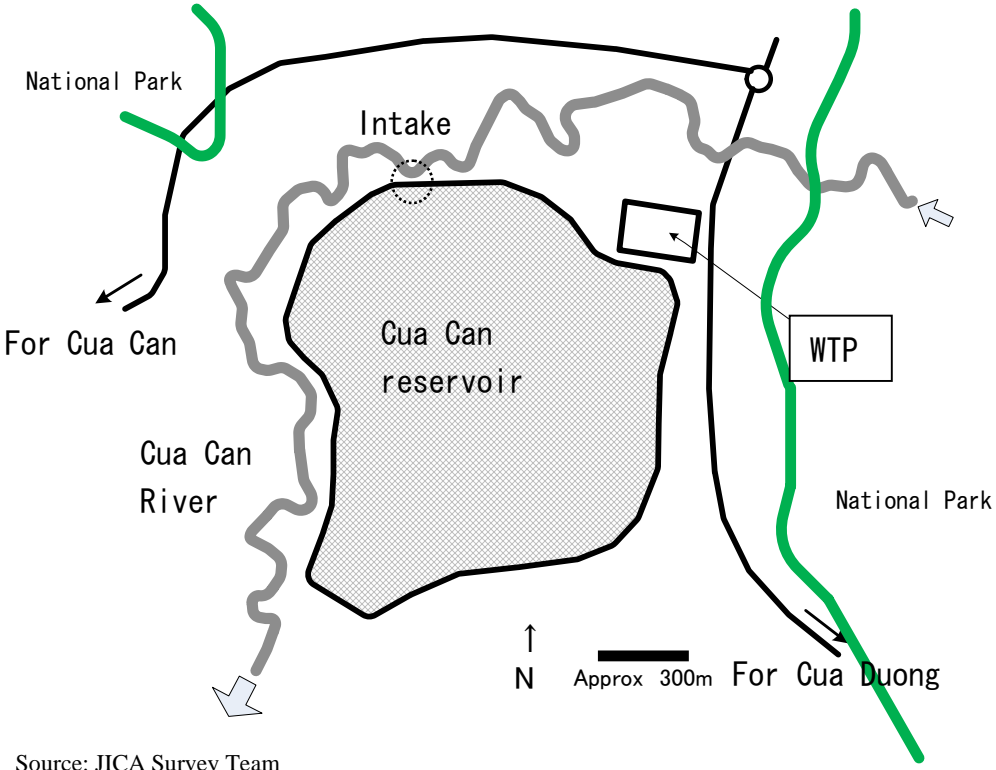 National Park
Intake
For Cua Can
Cua Can
reservoir
WTP
Cua Can
River
National Park
↑
N
Approx 300m
For Cua Duong
Source: JICA Survey Team